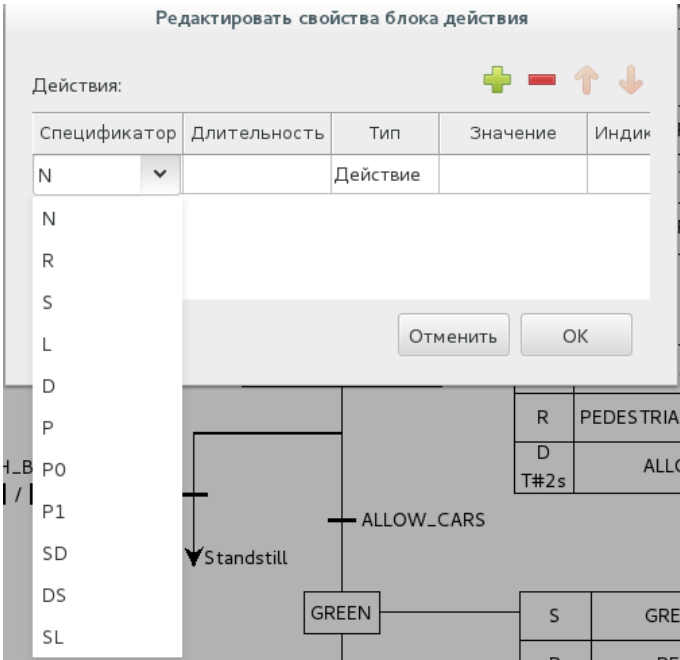 Редактировать свойства блока действия
Действия:
Спецификатор Длительность Тип Значение Индик
N Действие
N
R
S
L
D
P
P0
P1
SD
DS
SL
Отменить OK
R PEDESTRIA
D
T#2s
ALLO
H_B
/
ALLOW_CARS
Standstill
GREEN
S GRE